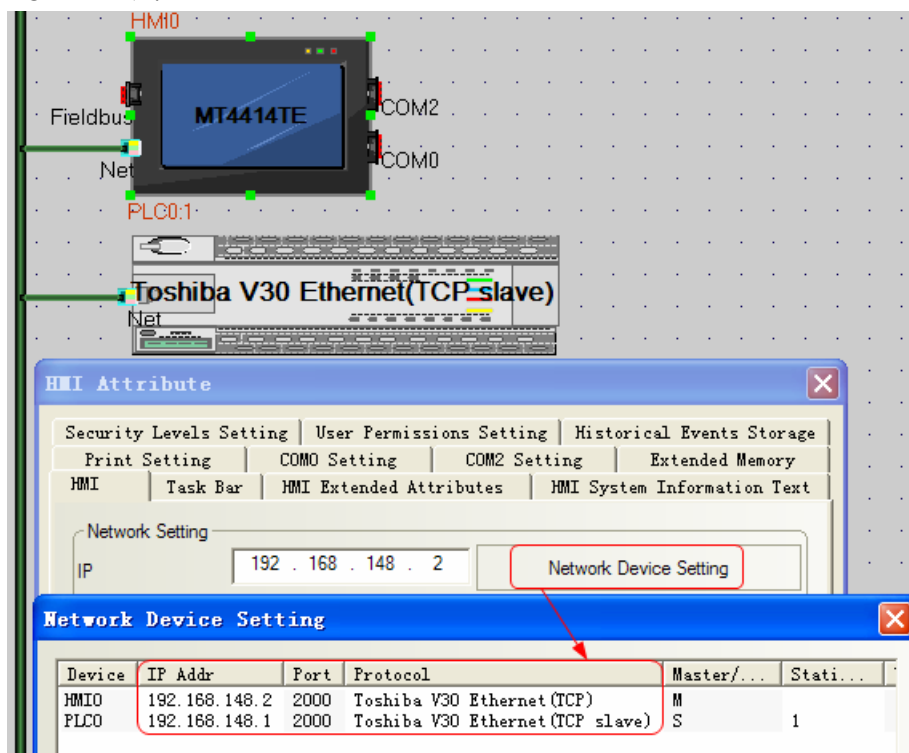 HMI0
MT4414TE
Fieldbus
COM2
COM0
Net
PLC0:1
Toshiba V30 Ethernet(TCP slave)
Net
HMI Attribute
Security Levels Setting User Permissions Setting Historical Events Storage
Print Setting COM0 Setting COM2 Setting Extended Memory
HMI Task Bar HMI Extended Attributes HMI System Information Text
Network Setting
IP 192 . 168 . 148 . 2 Network Device Setting
Network Device Setting
Device IP Addr Port Protocol Master/... Stati...
HMI0 192.168.148.2 2000 Toshiba V30 Ethernet(TCP) M
PLC0 192.168.148.1 2000 Toshiba V30 Ethernet(TCP slave) S 1